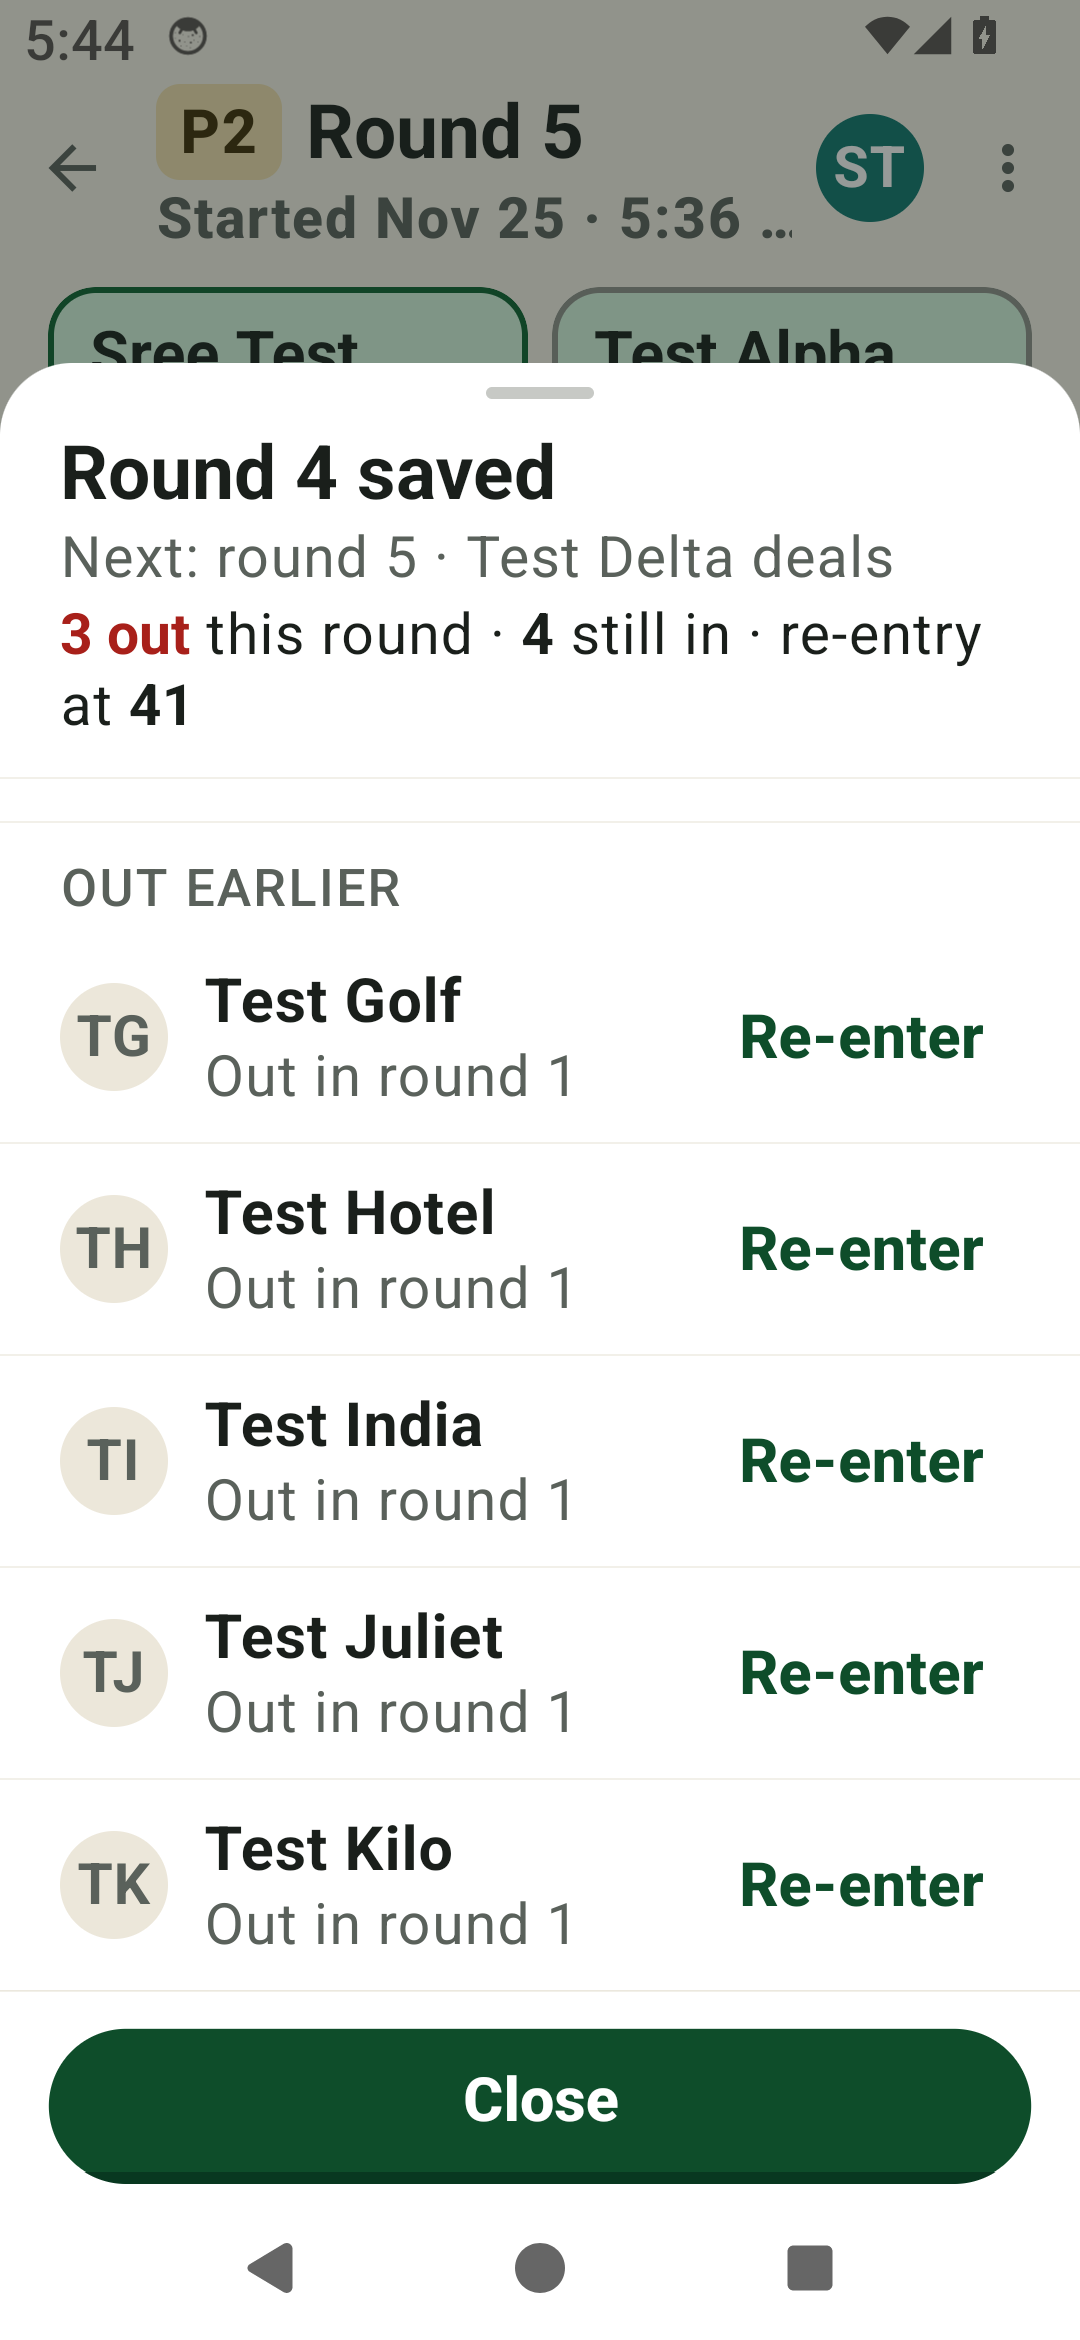 5:44
P2 Round 5
ST
Started Nov 25 · 5:36 …
Sree Test
Test Alpha
Round 4 saved
Next: round 5 · Test Delta deals
3 out this round · 4 still in · re-entry
at 41
OUT EARLIER
TG
Test Golf
Out in round 1
Re-enter
TH
Test Hotel
Out in round 1
Re-enter
TI
Test India
Out in round 1
Re-enter
TJ
Test Juliet
Out in round 1
Re-enter
TK
Test Kilo
Out in round 1
Re-enter
Close